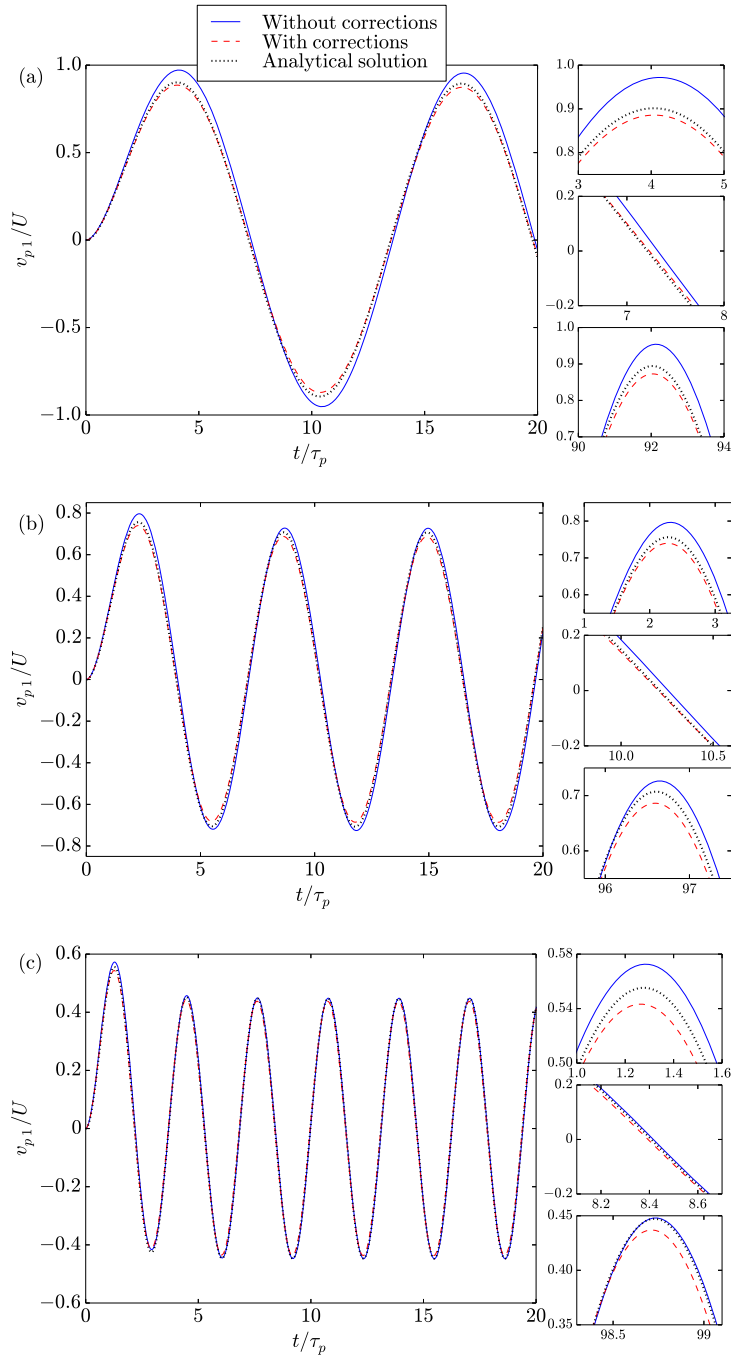 Without corrections
With corrections
Analytical solution
(a)
1.0
0.5
0
−0.5
−1.0
v_{p1}/U
0 5 10 15 20
t/τ_p
1.0
0.9
0.8
3 4 5
0.2
0
−0.2
7 8
1.0
0.9
0.8
0.7
90 92 94
(b)
0.8
0.6
0.4
0.2
0
−0.2
−0.4
−0.6
−0.8
v_{p1}/U
0 5 10 15 20
t/τ_p
0.8
0.7
0.6
1 2 3
0.2
0
−0.2
10.0 10.5
0.7
0.6
96 97
(c)
0.6
0.4
0.2
0
−0.2
−0.4
−0.6
v_{p1}/U
0 5 10 15 20
t/τ_p
0.58
0.54
0.50
1.0 1.2 1.4 1.6
0.2
0
−0.2
8.2 8.4 8.6
0.45
0.40
0.35
98.5 99